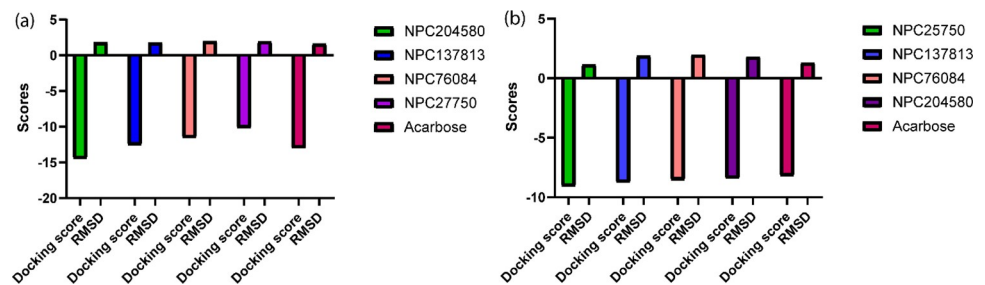 (a)
5
0
-5
-10
-15
-20
Scores
Docking score
RMSD
Docking score
RMSD
Docking score
RMSD
Docking score
RMSD
Docking score
RMSD
NPC204580
NPC137813
NPC76084
NPC27750
Acarbose
(b)
5
0
-5
-10
Scores
Docking score
RMSD
Docking score
RMSD
Docking score
RMSD
Docking score
RMSD
Docking score
RMSD
NPC25750
NPC137813
NPC76084
NPC204580
Acarbose